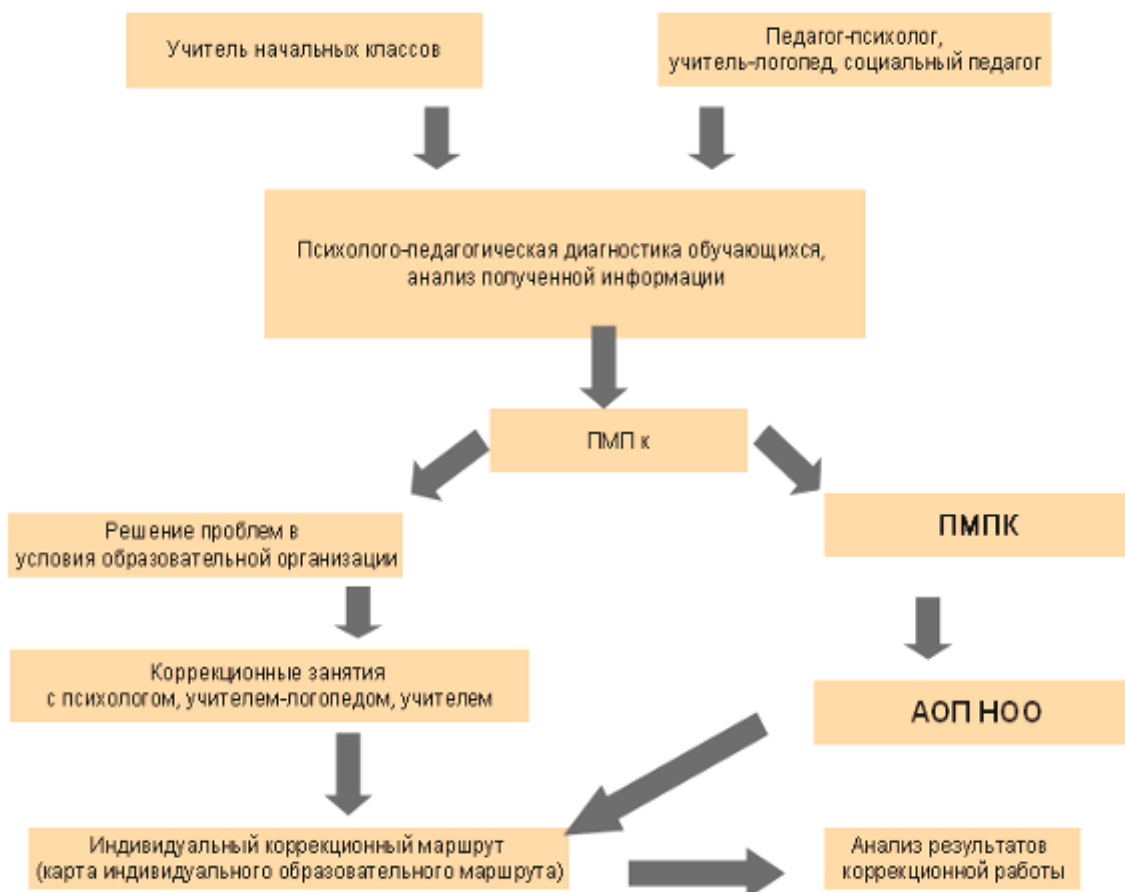 Учитель начальных классов
Педагог-психолог,
учитель-логопед, социальный педагог
Психолого-педагогическая диагностика обучающихся,
анализ полученной информации
ПМП к
Решение проблем в
условия образовательной организации
ПМПК
Коррекционные занятия
с психологом, учителем-логопедом, учителем
АОП НОО
Индивидуальный коррекционный маршрут
(карта индивидуального образовательного маршрута)
Анализ результатов
коррекционной работы